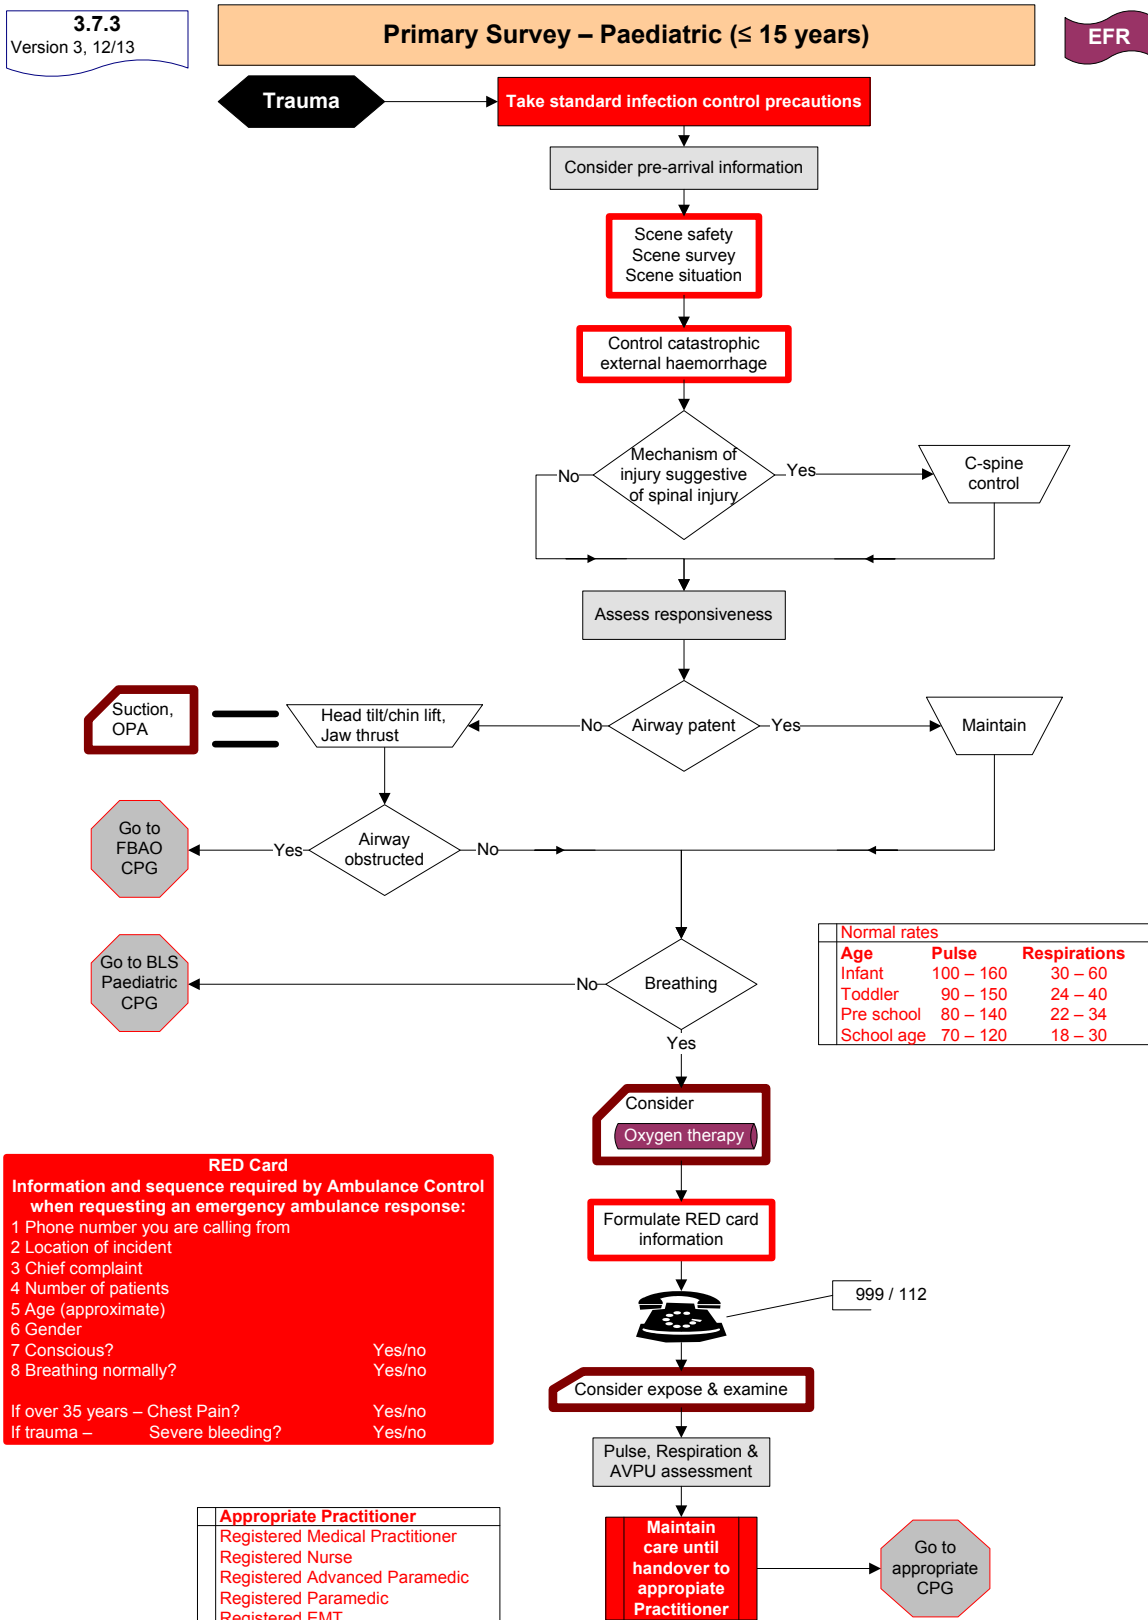 3.7.3
Version 3, 12/13
Primary Survey – Paediatric (≤ 15 years)
EFR
Trauma
Take standard infection control precautions
Consider pre-arrival information
Scene safety
Scene survey
Scene situation
Control catastrophic
external haemorrhage
Mechanism of
injury suggestive
of spinal injury
No
Yes
C-spine
control
Assess responsiveness
Suction,
OPA
Head tilt/chin lift,
Jaw thrust
No
Airway patent
Yes
Maintain
Go to
FBAO
CPG
Yes
Airway
obstructed
No
Go to BLS
Paediatric
CPG
No
Breathing
Yes
Normal rates
Age Pulse Respirations
Infant 100 – 160 30 – 60
Toddler 90 – 150 24 – 40
Pre school 80 – 140 22 – 34
School age 70 – 120 18 – 30
Consider
Oxygen therapy
RED Card
Information and sequence required by Ambulance Control
when requesting an emergency ambulance response:
1 Phone number you are calling from
2 Location of incident
3 Chief complaint
4 Number of patients
5 Age (approximate)
6 Gender
7 Conscious? Yes/no
8 Breathing normally? Yes/no
If over 35 years – Chest Pain? Yes/no
If trauma – Severe bleeding? Yes/no
Formulate RED card
information
999 / 112
Consider expose & examine
Pulse, Respiration &
AVPU assessment
Appropriate Practitioner
Registered Medical Practitioner
Registered Nurse
Registered Advanced Paramedic
Registered Paramedic
Registered EMT
Maintain
care until
handover to
appropiate
Practitioner
Go to
appropriate
CPG